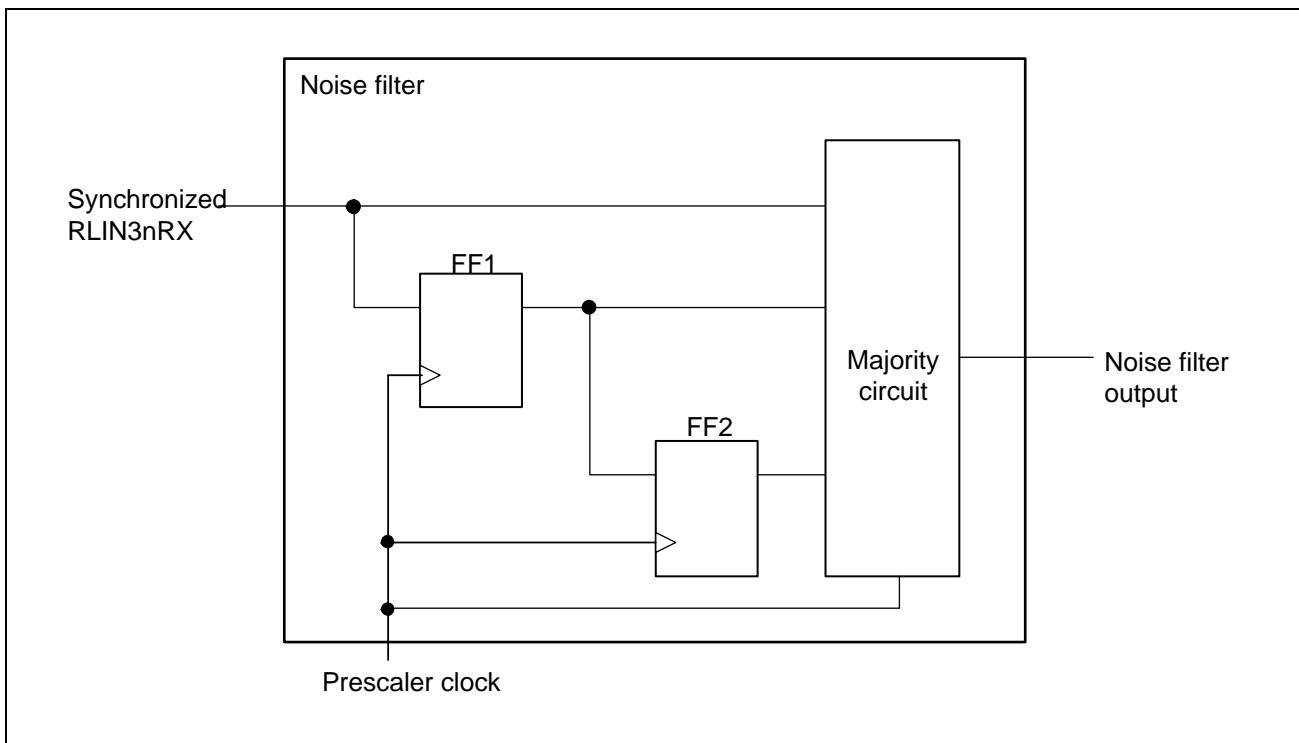 Noise filter
Synchronized
RLIN3nRX
FF1
Majority
circuit
Noise filter
output
FF2
Prescaler clock